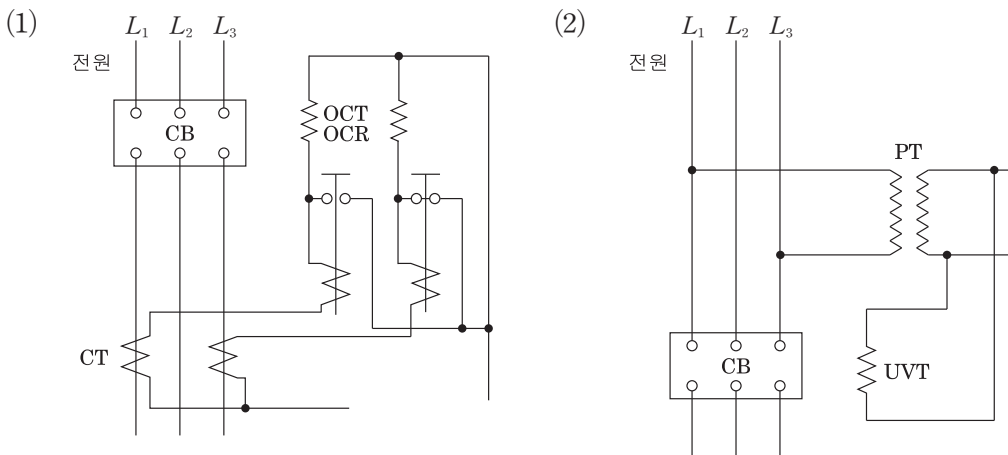 (1)
L₁ L₂ L₃
전원
CB
OCT
OCR
CT
(2)
L₁ L₂ L₃
전원
PT
CB
UVT